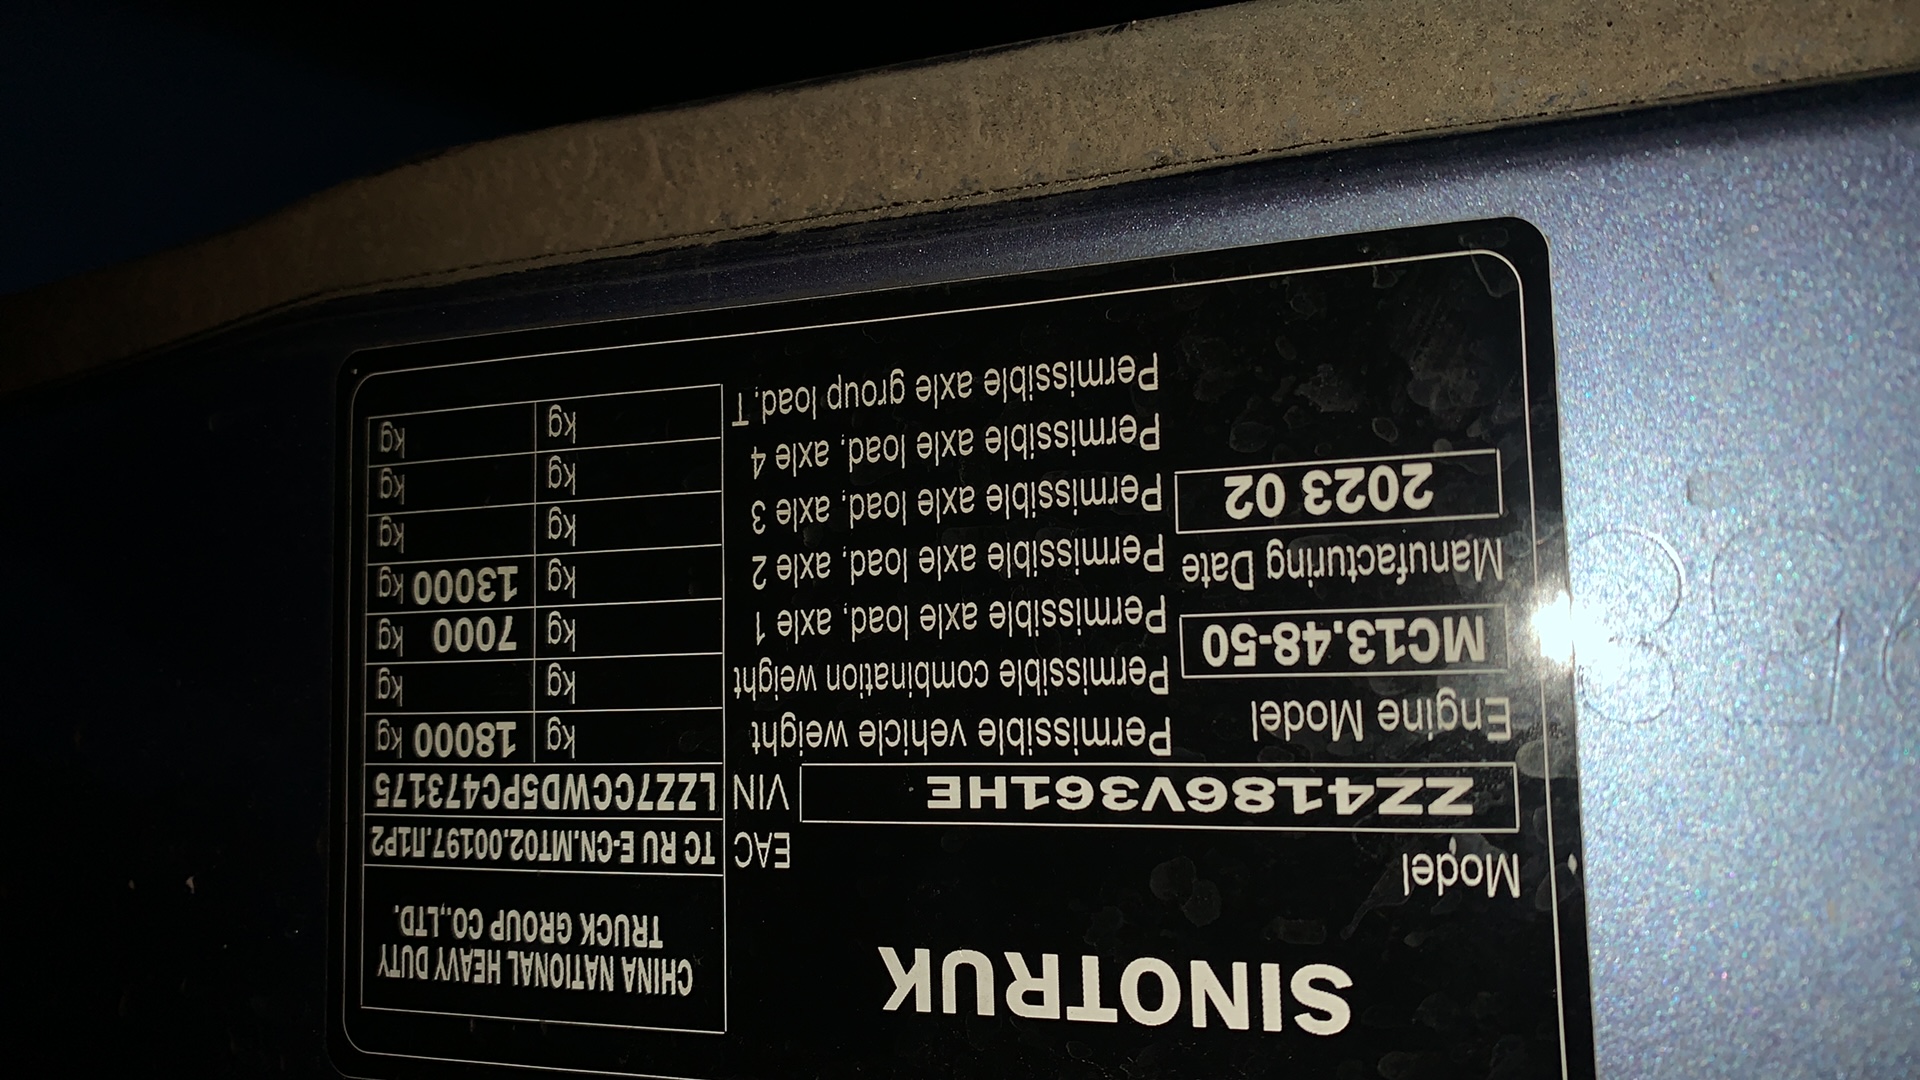 SINOTRUK
CHINA NATIONAL HEAVY DUTY
TRUCK GROUP CO.,LTD.
Model
ZZ4186V361HE
EAC TC RU E-CN.MT02.00197.П1Р2
VIN LZZ7CCWD5PC473175
Engine Model
MC13.48-50
Manufacturing Date
2023 02
Permissible vehicle weight kg 18000 kg
Permissible combination weight kg kg
Permissible axle load, axle 1 kg 7000 kg
Permissible axle load, axle 2 kg 13000 kg
Permissible axle load, axle 3 kg kg
Permissible axle load, axle 4 kg kg
Permissible axle group load, T kg kg